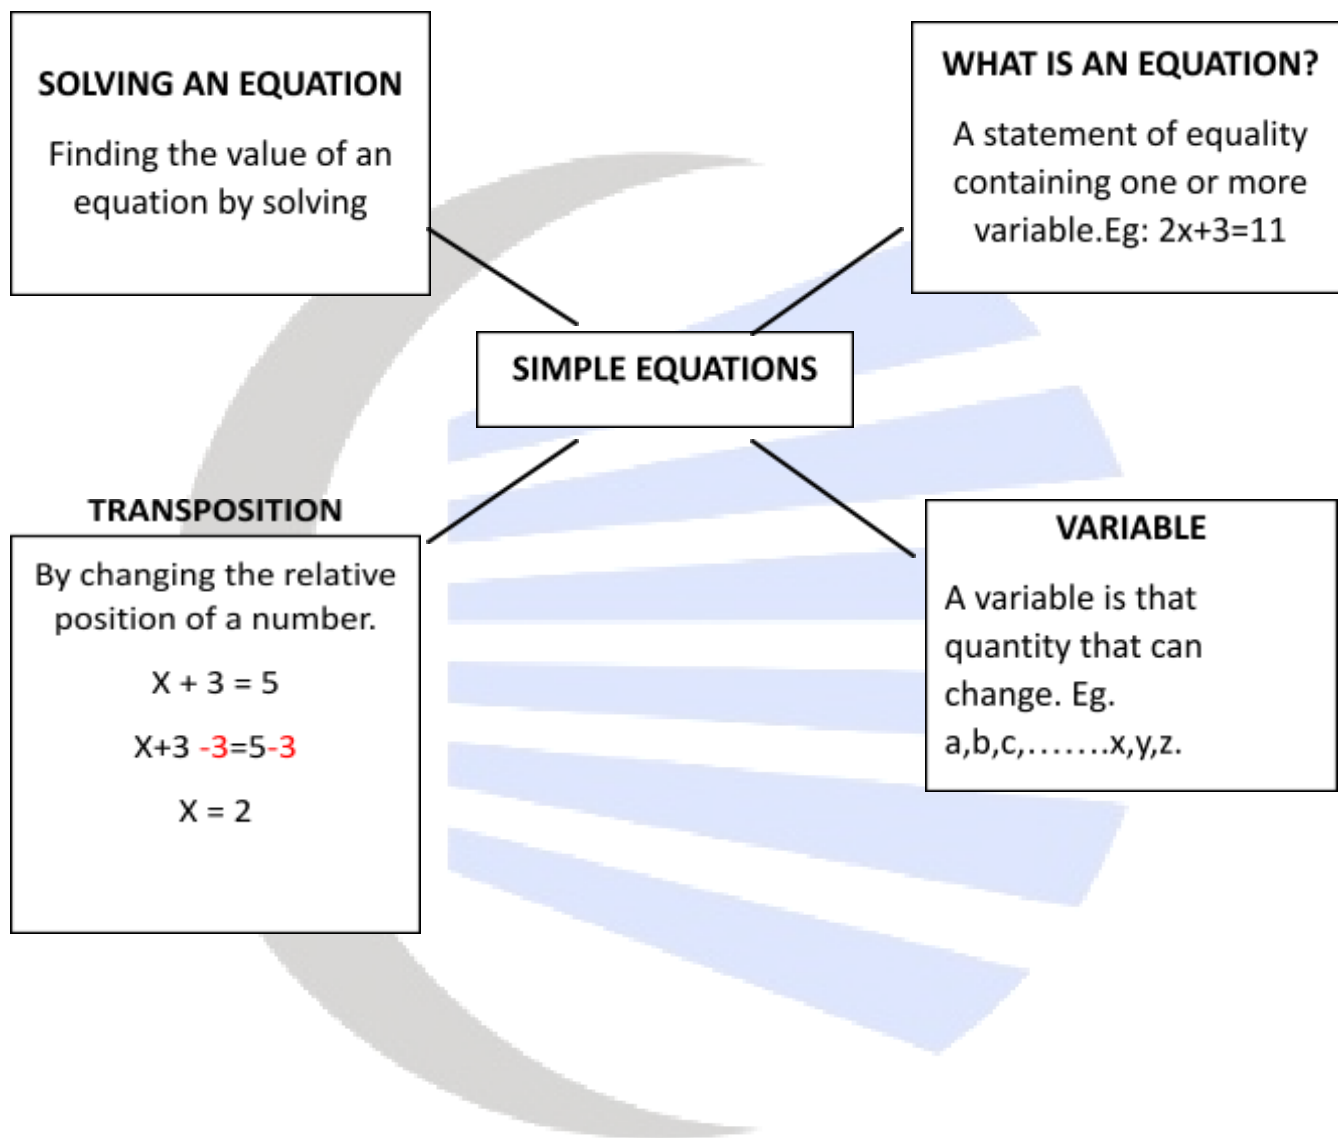 SOLVING AN EQUATION
Finding the value of an
equation by solving
WHAT IS AN EQUATION?
A statement of equality
containing one or more
variable.Eg: 2x+3=11
SIMPLE EQUATIONS
TRANSPOSITION
By changing the relative
position of a number.
X + 3 = 5
X+3 -3=5-3
X = 2
VARIABLE
A variable is that
quantity that can
change. Eg.
a,b,c,.......x,y,z.